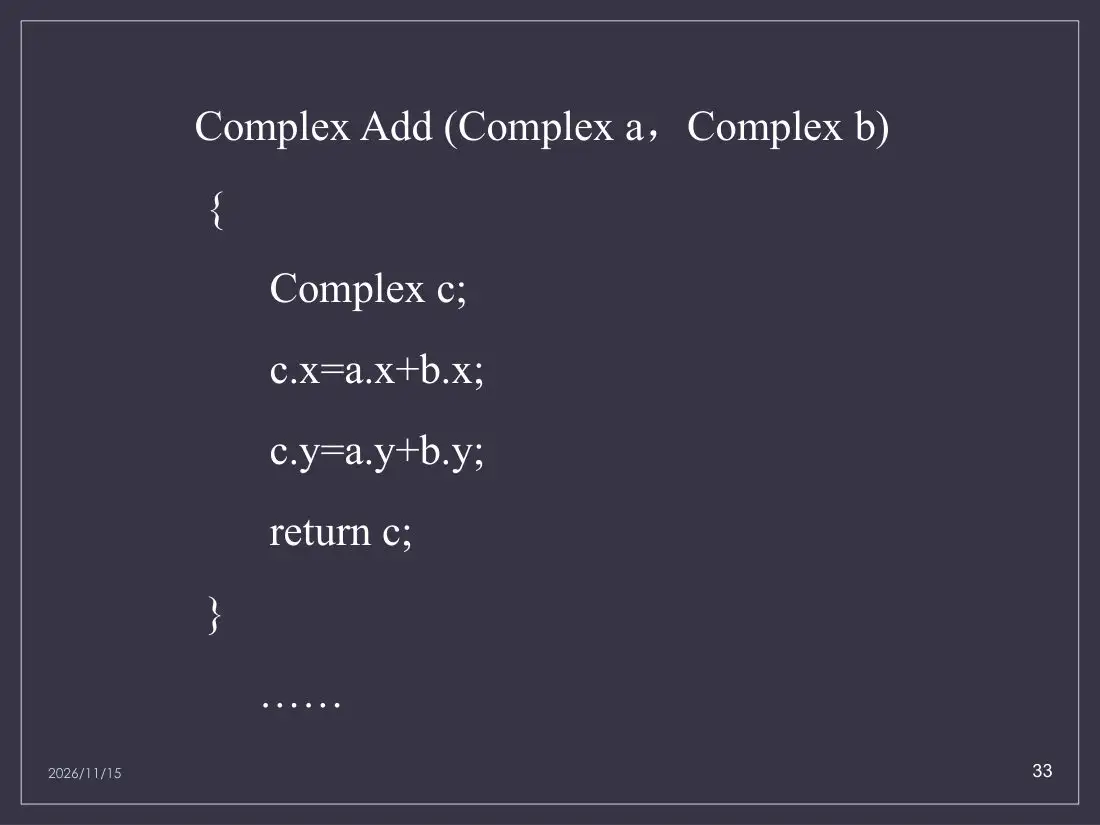 Complex Add (Complex a，Complex b)
{
Complex c;
c.x=a.x+b.x;
c.y=a.y+b.y;
return c;
}
……
2026/11/15
33